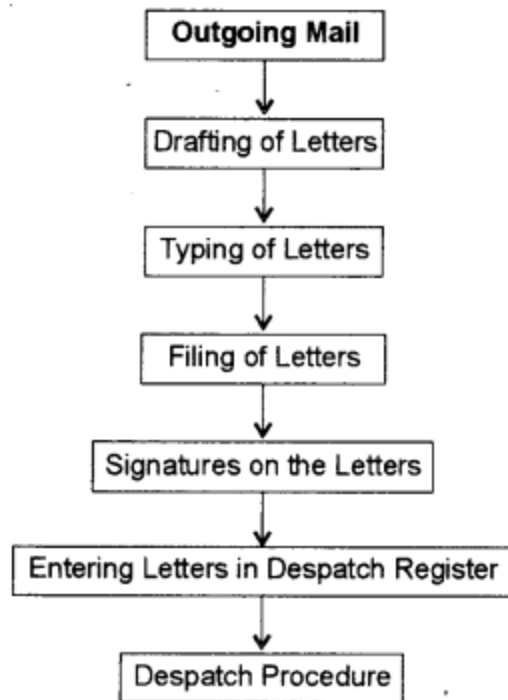 Outgoing Mail
Drafting of Letters
Typing of Letters
Filing of Letters
Signatures on the Letters
Entering Letters in Despatch Register
Despatch Procedure